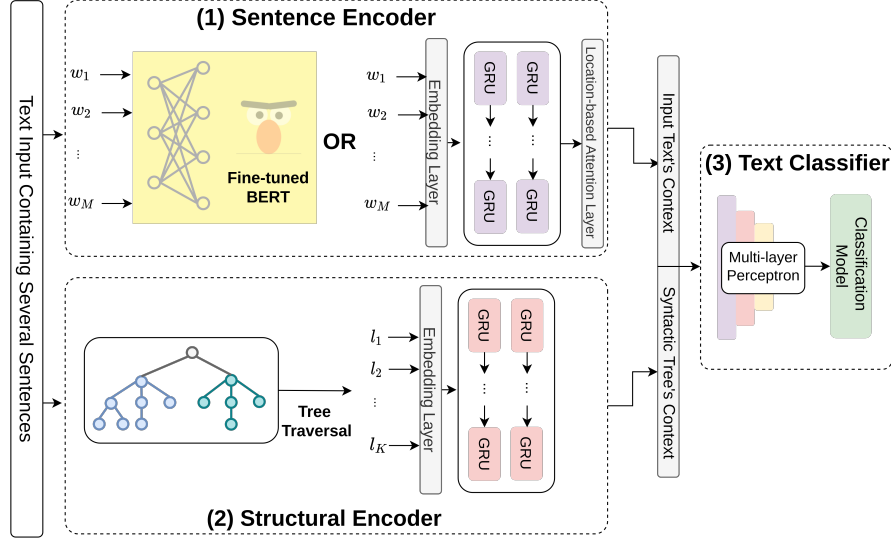 Text Input Containing Several Sentences
(1) Sentence Encoder
w1
w2
⋮
wM
Fine-tuned
BERT
OR
w1
w2
⋮
wM
Embedding Layer
GRU
GRU
...
...
GRU
GRU
Location-based Attention Layer
(2) Structural Encoder
Tree
Traversal
l1
l2
⋮
lK
Embedding Layer
GRU
GRU
...
...
GRU
GRU
Input Text's Context
Syntactic Tree's Context
(3) Text Classifier
Multi-layer
Perceptron
Classification
Model